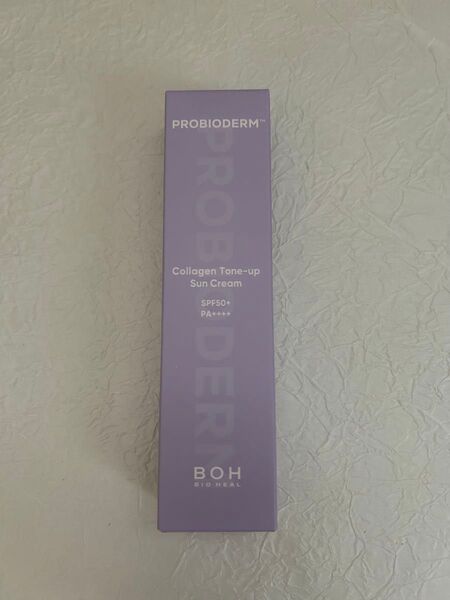 PROBIODERM™
PROBIODERM
Collagen Tone-up
Sun Cream
SPF50+
PA++++
BOH
BIO HEAL